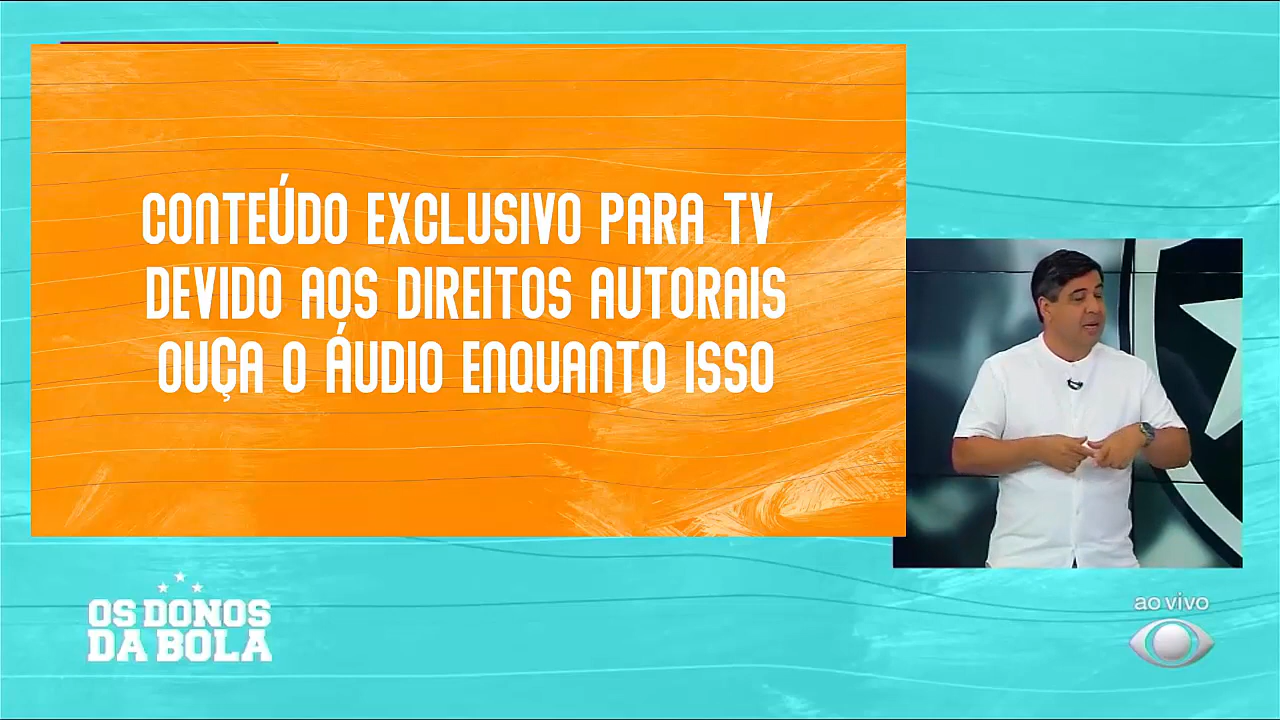 CONTEÚDO EXCLUSIVO PARA TV
DEVIDO AOS DIREITOS AUTORAIS
OUÇA O ÁUDIO ENQUANTO ISSO
OS DONOS
DA BOLA
ao vivo